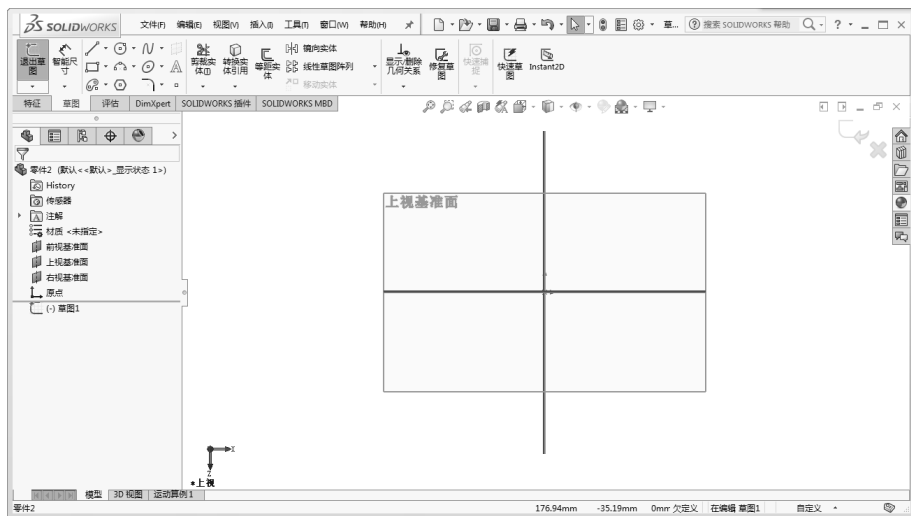 SOLIDWORKS 文件(F) 编辑(E) 视图(V) 插入(I) 工具(T) 窗口(W) 帮助(H) 草... 搜索 SOLIDWORKS 帮助
退出草图 智能尺寸 剪裁实体(T) 转换实体引用 等距实体 镜向实体 线性草图阵列 移动实体 显示/删除几何关系 修复草图 快速捕捉 快速草图 Instant2D
特征 草图 评估 DimXpert SOLIDWORKS 插件 SOLIDWORKS MBD
零件2 (默认<<默认>_显示状态 1>)
History
传感器
注解
材质 <未指定>
前视基准面
上视基准面
右视基准面
原点
(-) 草图1
上视基准面
X
Z
*上视
模型 3D 视图 运动算例1
零件2 176.94mm -35.19mm 0mm 欠定义 在编辑 草图1 自定义